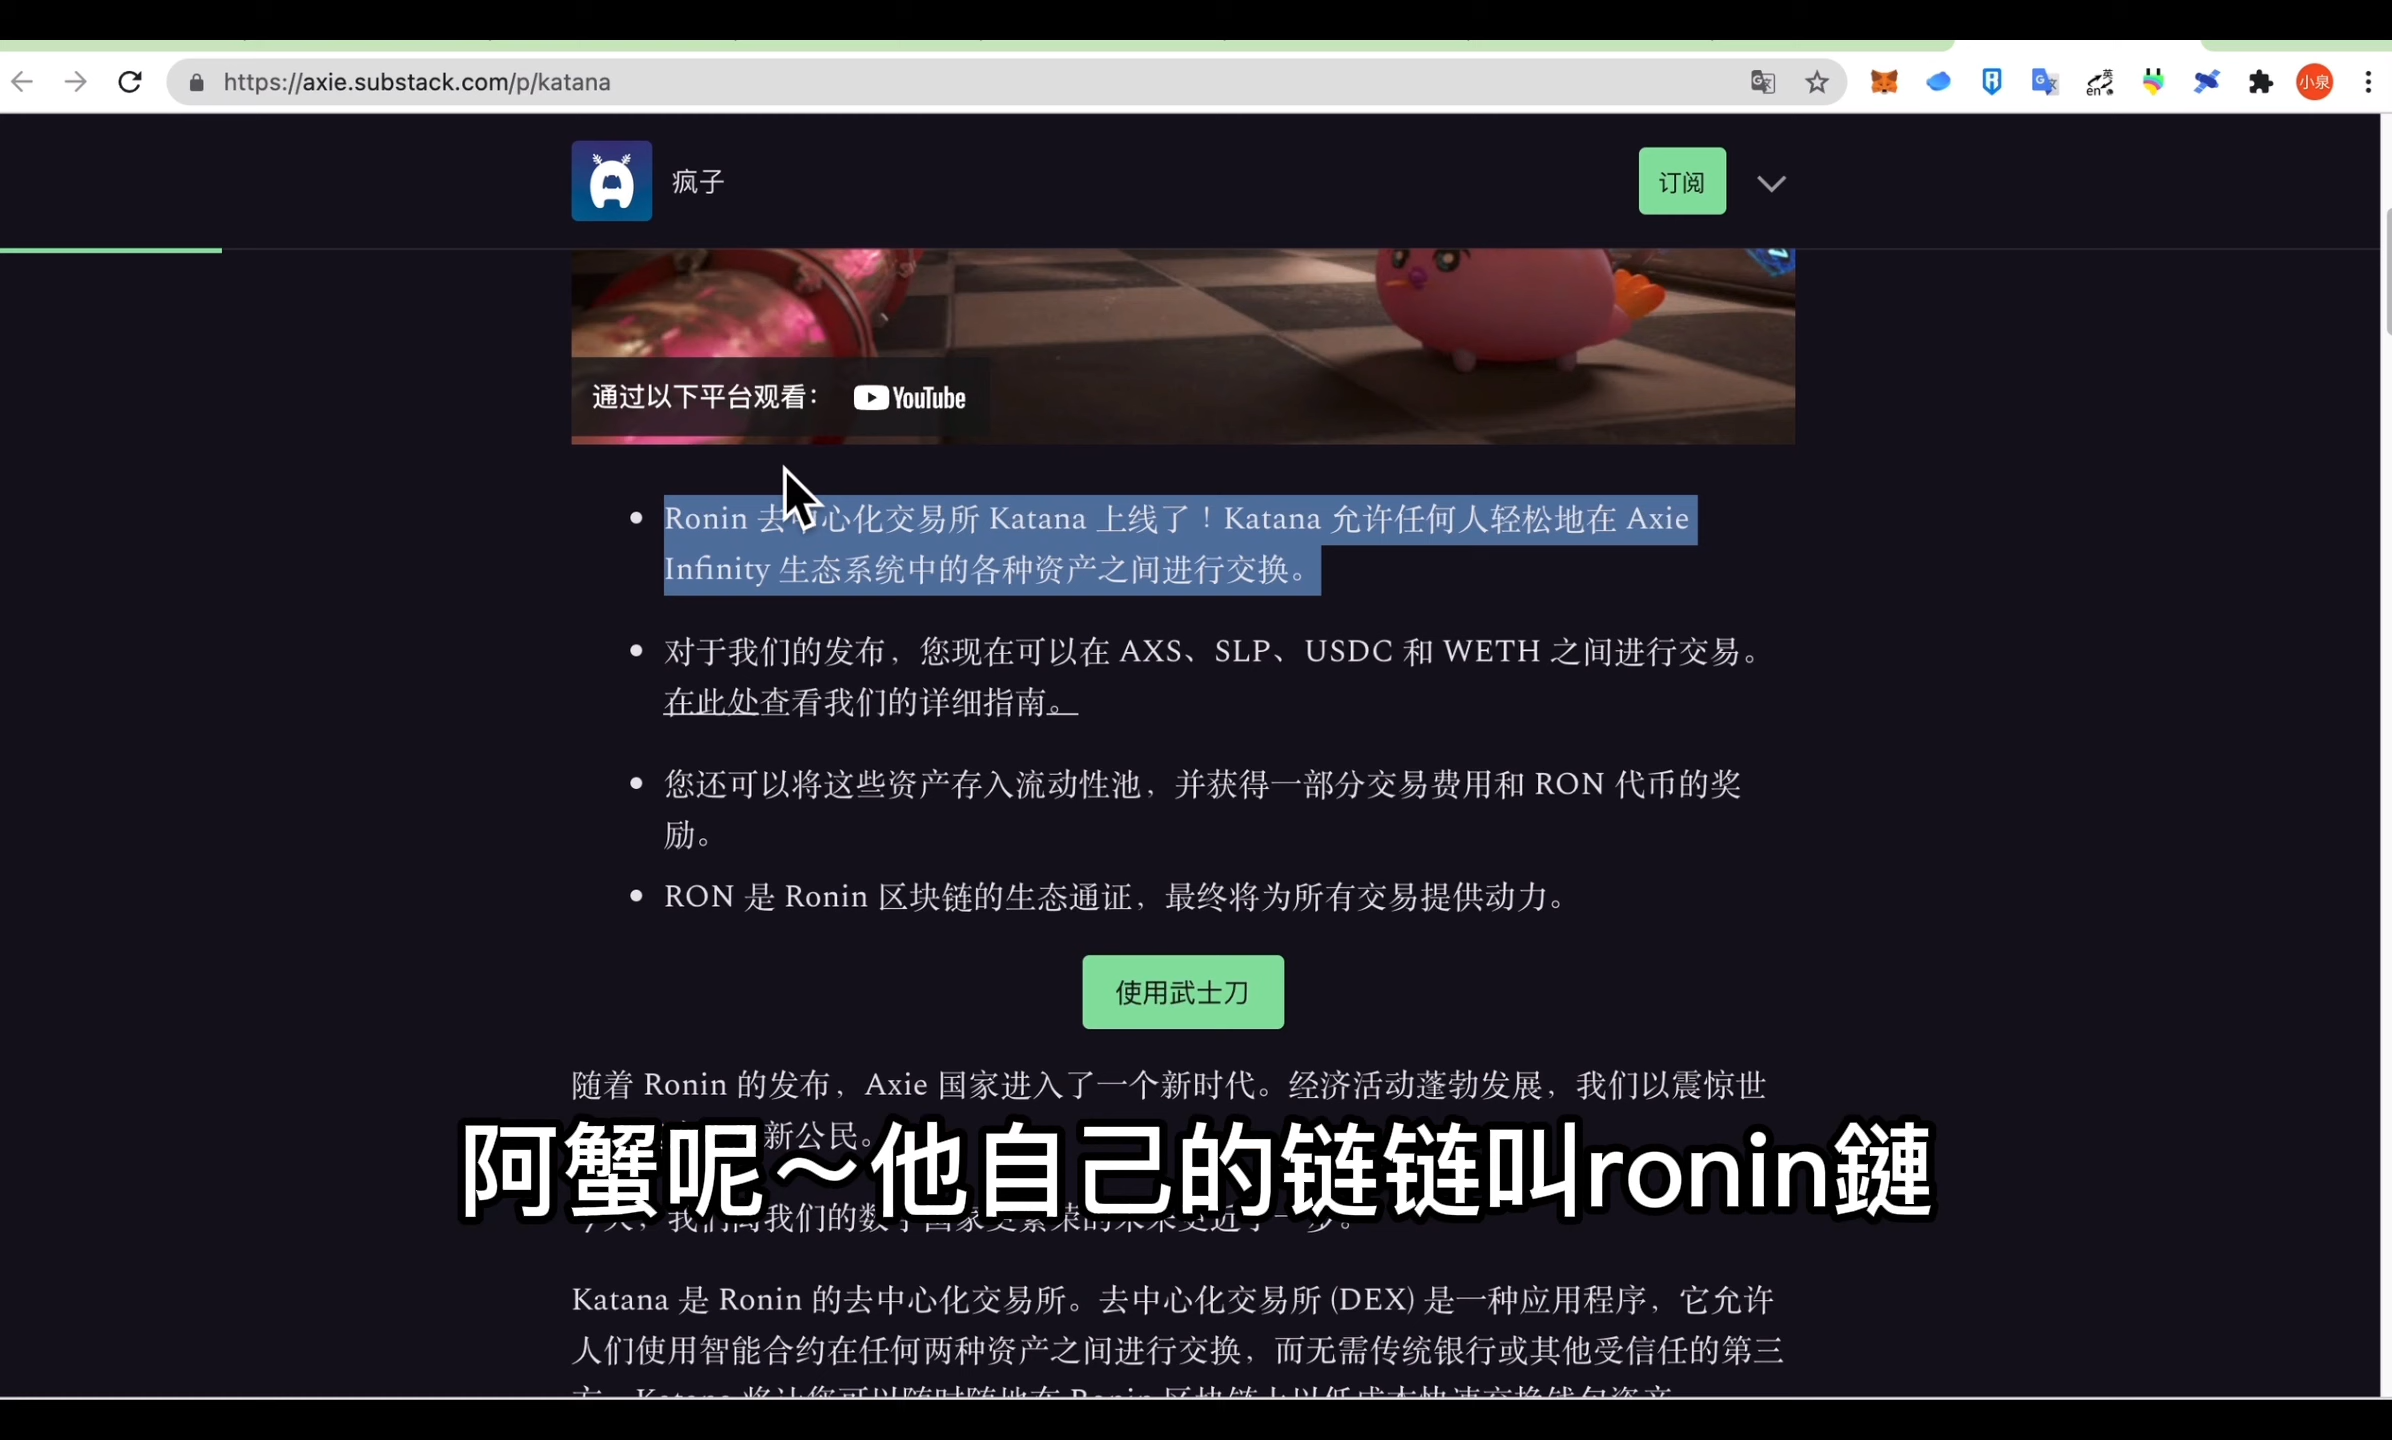 https://axie.substack.com/p/katana
小泉
疯子
订阅
通过以下平台观看： YouTube
Ronin 去中心化交易所 Katana 上线了！Katana 允许任何人轻松地在 Axie
Infinity 生态系统中的各种资产之间进行交换。
对于我们的发布，您现在可以在 AXS、SLP、USDC 和 WETH 之间进行交易。
在此处查看我们的详细指南。
您还可以将这些资产存入流动性池，并获得一部分交易费用和 RON 代币的奖
励。
RON 是 Ronin 区块链的生态通证，最终将为所有交易提供动力。
使用武士刀
随着 Ronin 的发布，Axie 国家进入了一个新时代。经济活动蓬勃发展，我们以震惊世
新公民。
阿蟹呢～他自己的链链叫ronin鏈
Katana 是 Ronin 的去中心化交易所。去中心化交易所 (DEX) 是一种应用程序，它允许
人们使用智能合约在任何两种资产之间进行交换，而无需传统银行或其他受信任的第三